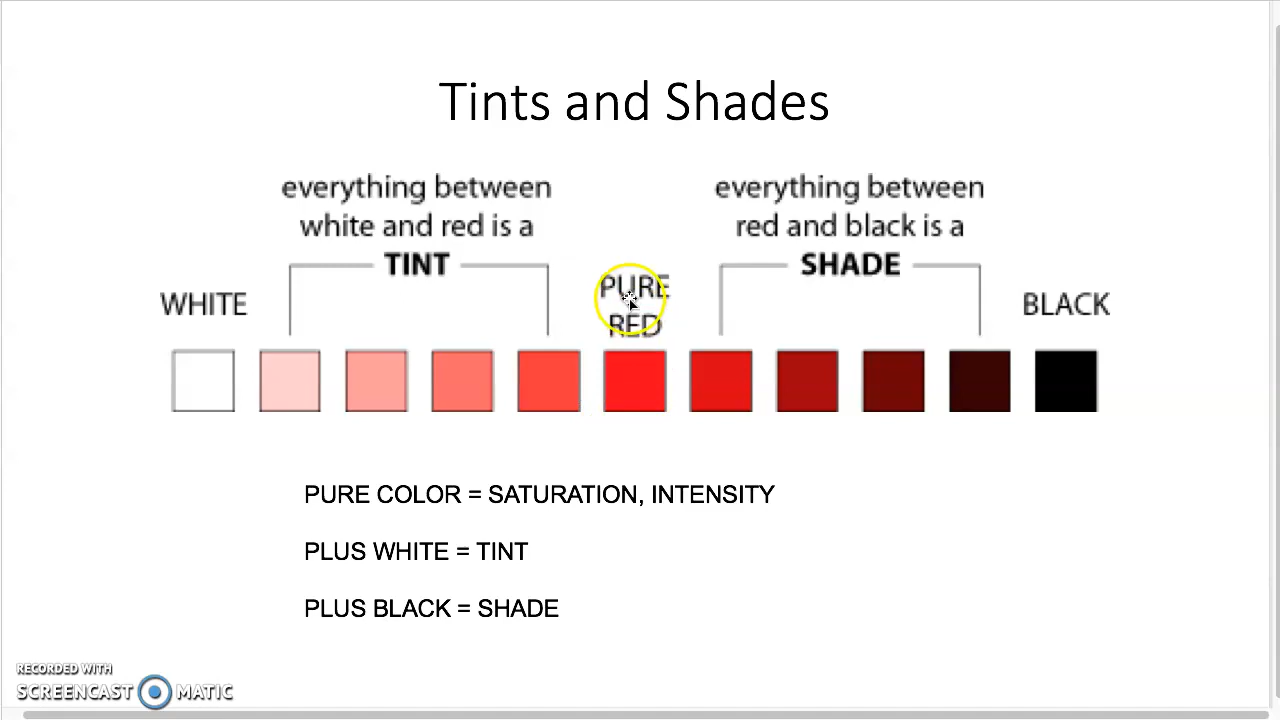 Tints and Shades
everything between
white and red is a
TINT
everything between
red and black is a
SHADE
WHITE
PURE
RED
BLACK
PURE COLOR = SATURATION, INTENSITY
PLUS WHITE = TINT
PLUS BLACK = SHADE
RECORDED WITH
SCREENCAST MATIC